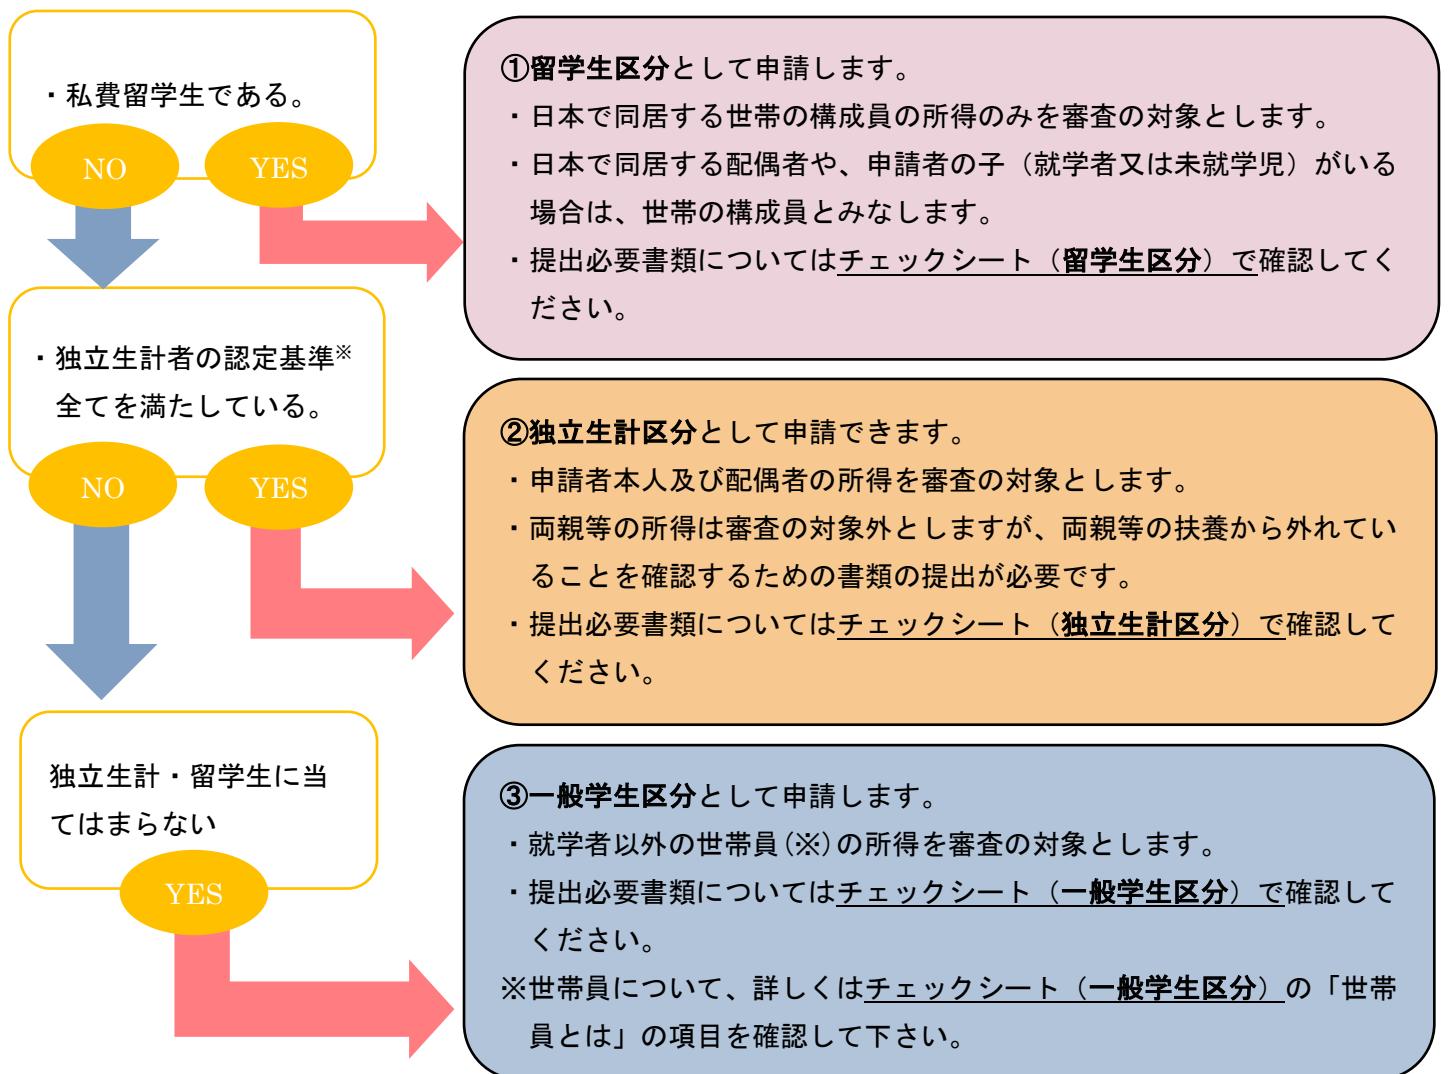 ・私費留学生である。
NO
YES
①留学生区分として申請します。
・日本で同居する世帯の構成員の所得のみを審査の対象とします。
・日本で同居する配偶者や、申請者の子（就学者又は未就学児）がいる
場合は、世帯の構成員とみなします。
・提出必要書類についてはチェックシート（留学生区分）で確認してく
ださい。
・独立生計者の認定基準※
全てを満たしている。
NO
YES
②独立生計区分として申請できます。
・申請者本人及び配偶者の所得を審査の対象とします。
・両親等の所得は審査の対象外としますが、両親等の扶養から外れてい
ることを確認するための書類の提出が必要です。
・提出必要書類についてはチェックシート（独立生計区分）で確認して
ください。
独立生計・留学生に当
てはまらない
YES
③一般学生区分として申請します。
・就学者以外の世帯員(※)の所得を審査の対象とします。
・提出必要書類についてはチェックシート（一般学生区分）で確認して
ください。
※世帯員について、詳しくはチェックシート（一般学生区分）の「世帯
員とは」の項目を確認して下さい。